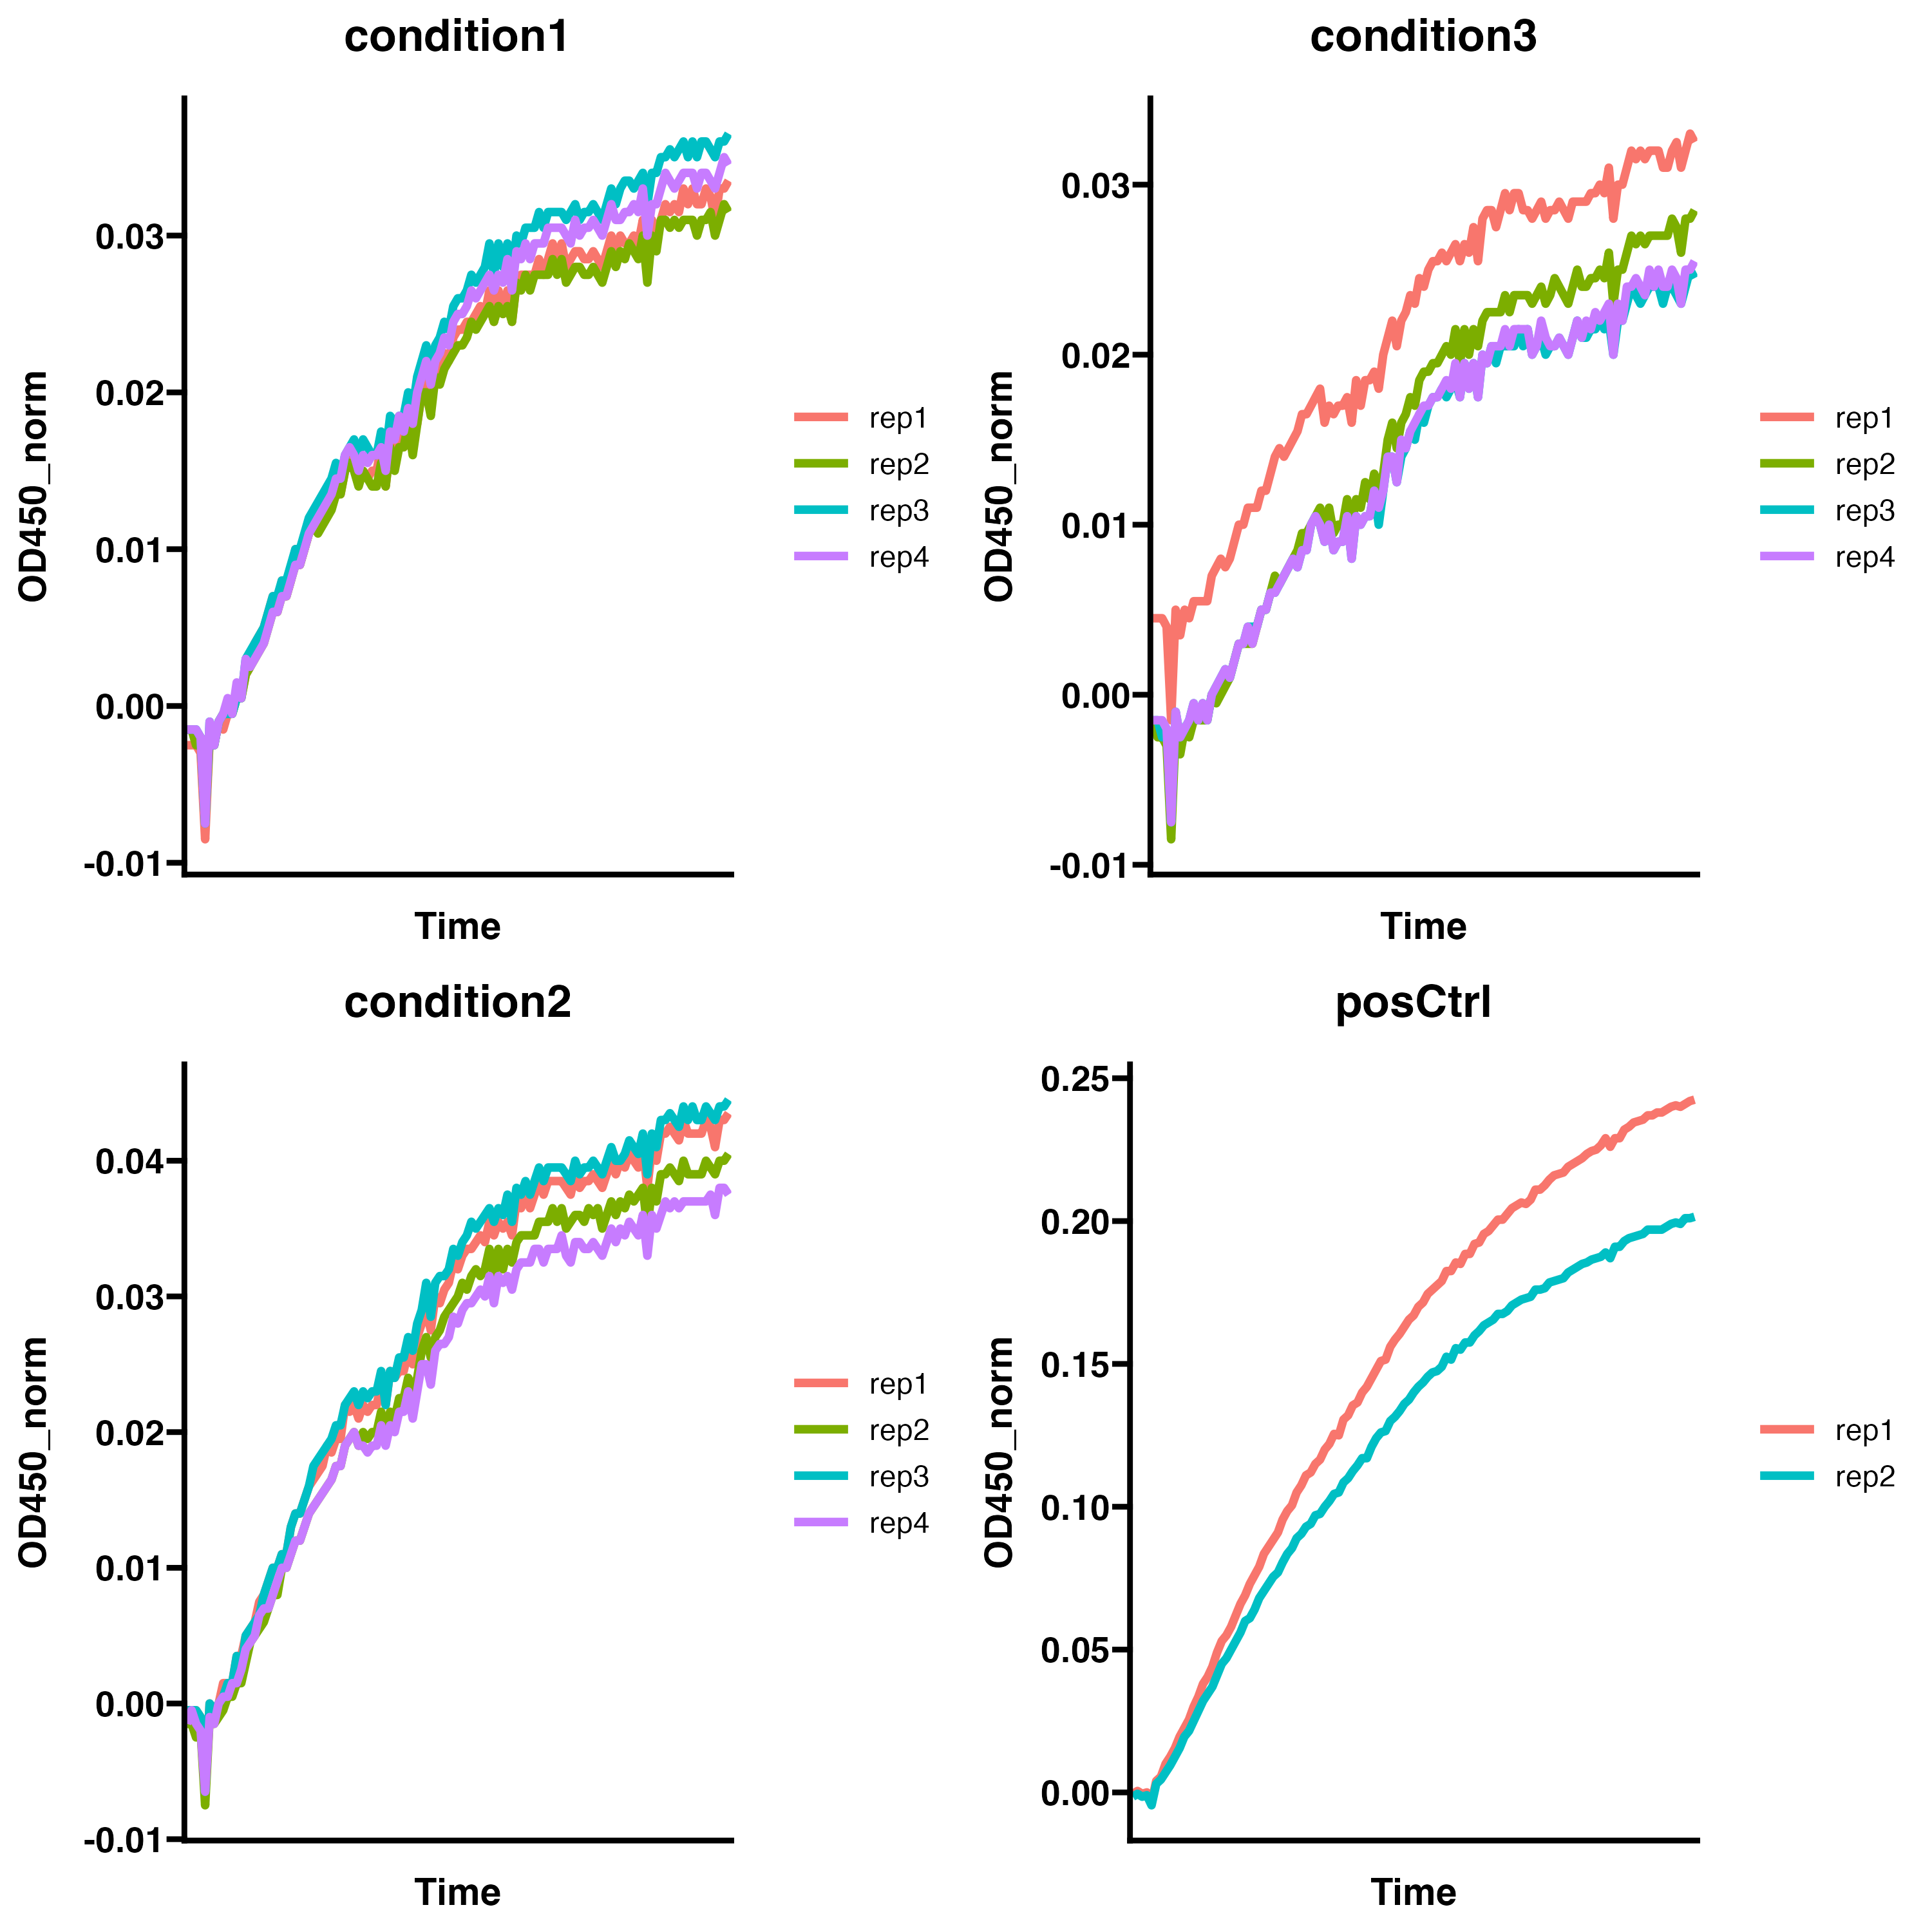 condition1
OD450_norm
0.03
0.02
0.01
0.00
-0.01
Time
rep1
rep2
rep3
rep4
condition3
OD450_norm
0.03
0.02
0.01
0.00
-0.01
Time
rep1
rep2
rep3
rep4
condition2
OD450_norm
0.04
0.03
0.02
0.01
0.00
-0.01
Time
rep1
rep2
rep3
rep4
posCtrl
OD450_norm
0.25
0.20
0.15
0.10
0.05
0.00
Time
rep1
rep2